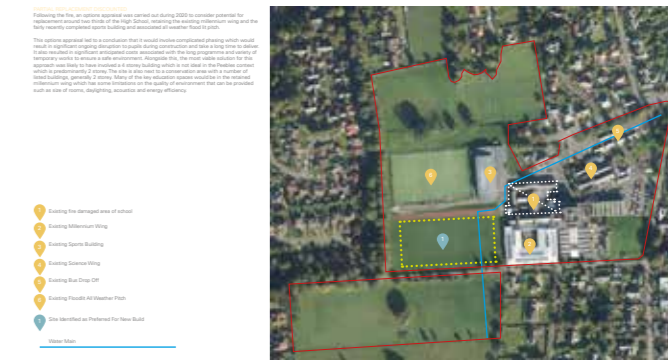 Following the fire, an options appraisal was carried out during 2020 to consider potential for
replacement around two thirds of the High School, retaining the existing millennium wing and the
fairly recently completed sports building and associated all weather flood lit pitch.
This options appraisal led to a conclusion that it would involve complicated phasing which would
result in significant ongoing disruption to pupils during construction and take a long time to deliver.
It also resulted in significant anticipated costs associated with the long programme and variety of
temporary works to ensure a safe environment. Alongside this, the most viable solution for this
approach was likely to have involved a 4 storey building which is not ideal in the Peebles context
which is predominantly 2 storey. The site is also next to a conservation area with a number of
listed buildings, generally 2 storey. Many of the key education spaces would be in the retained
millennium wing which has some limitations on the quality of environment that can be provided
such as size of rooms, daylighting, acoustics and energy efficiency.
1 Existing fire damaged area of school
2 Existing Millennium Wing
3 Existing Sports Building
4 Existing Science Wing
5 Existing Bus Drop Off
6 Existing Floodlit All Weather Pitch
1 Site Identified as Preferred For New Build
Water Main